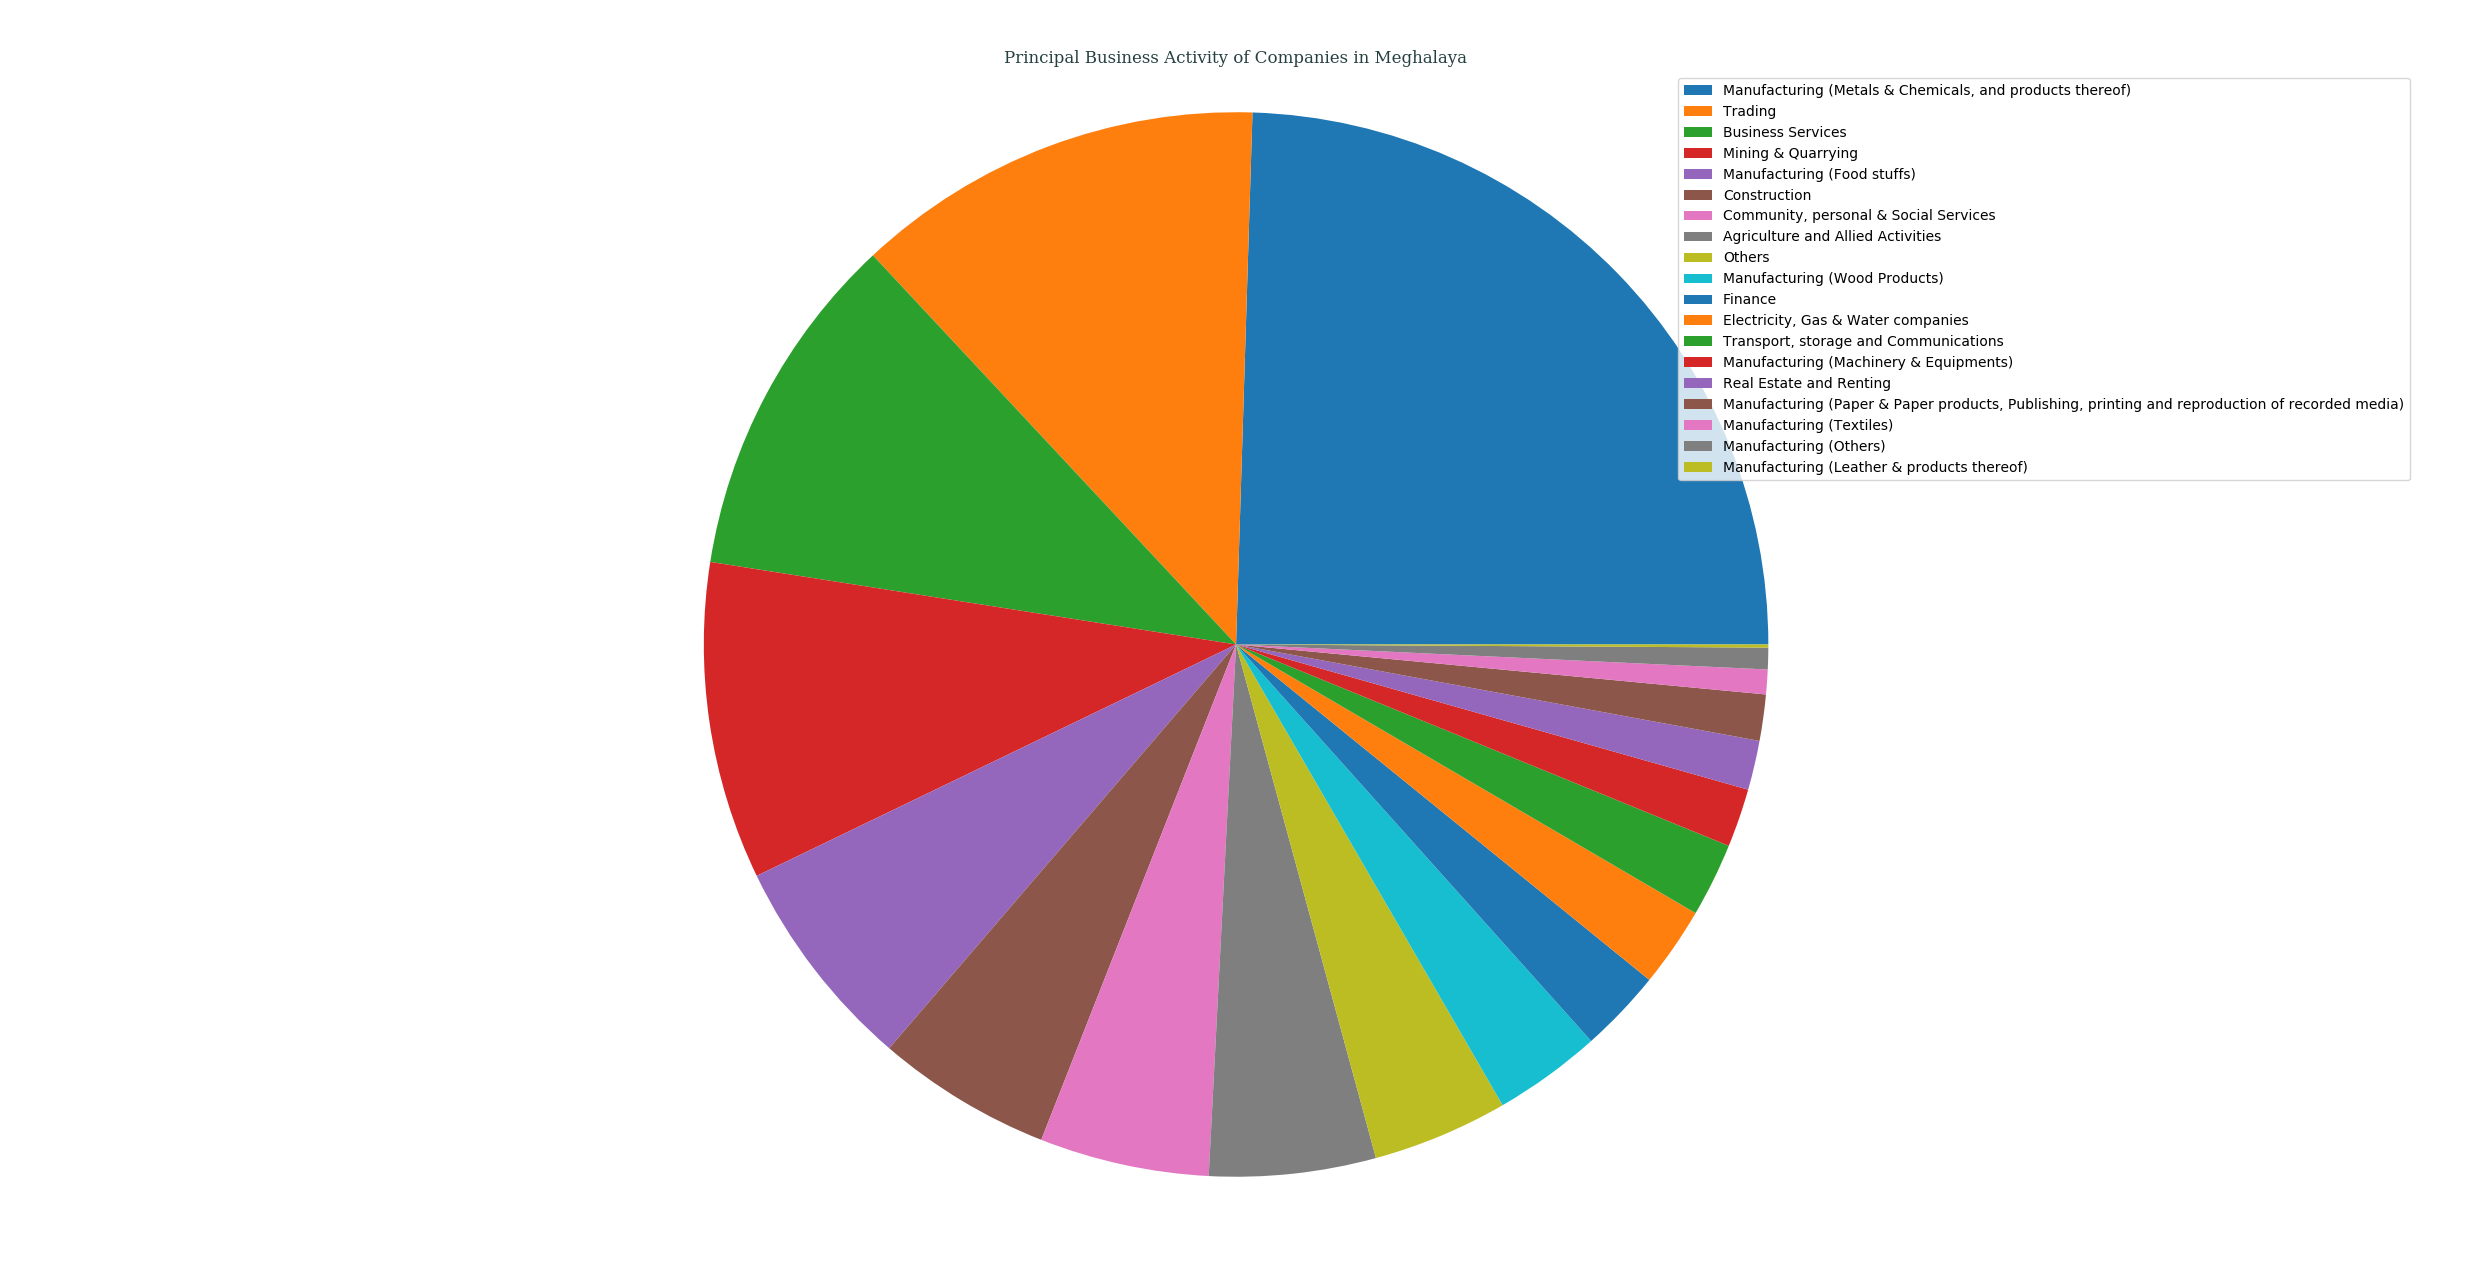 Principal Business Activity of Companies in Meghalaya
Manufacturing (Metals & Chemicals, and products thereof)
Trading
Business Services
Mining & Quarrying
Manufacturing (Food stuffs)
Construction
Community, personal & Social Services
Agriculture and Allied Activities
Others
Manufacturing (Wood Products)
Finance
Electricity, Gas & Water companies
Transport, storage and Communications
Manufacturing (Machinery & Equipments)
Real Estate and Renting
Manufacturing (Paper & Paper products, Publishing, printing and reproduction of recorded media)
Manufacturing (Textiles)
Manufacturing (Others)
Manufacturing (Leather & products thereof)